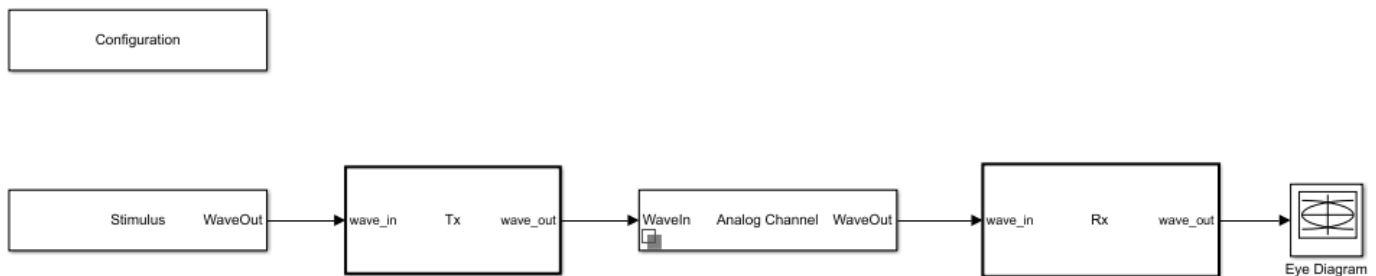 Configuration
Stimulus WaveOut wave_in Tx wave_out WaveIn Analog Channel WaveOut wave_in Rx wave_out
Eye Diagram